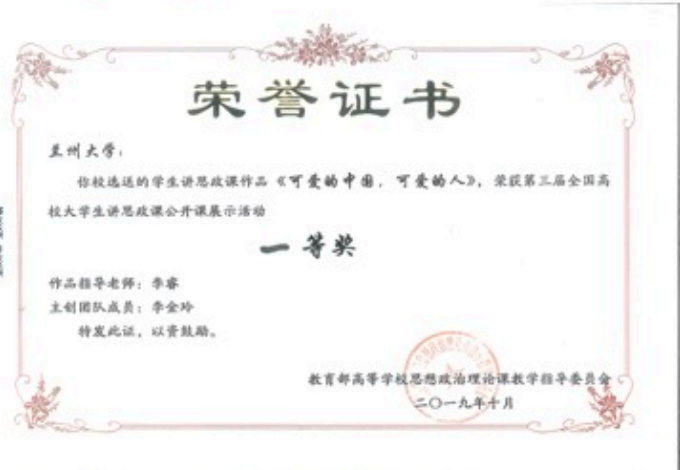 荣誉证书
兰州大学：
你校选送的学生讲思政课作品《可爱的中国，可爱的人》，荣获第三届全国高
校大学生讲思政课公开课展示活动
一等奖
作品指导老师：李睿
主创团队成员：李金玲
特发此证，以资鼓励。
教育部高等学校思想政治理论课教学指导委员会
二〇一九年十月